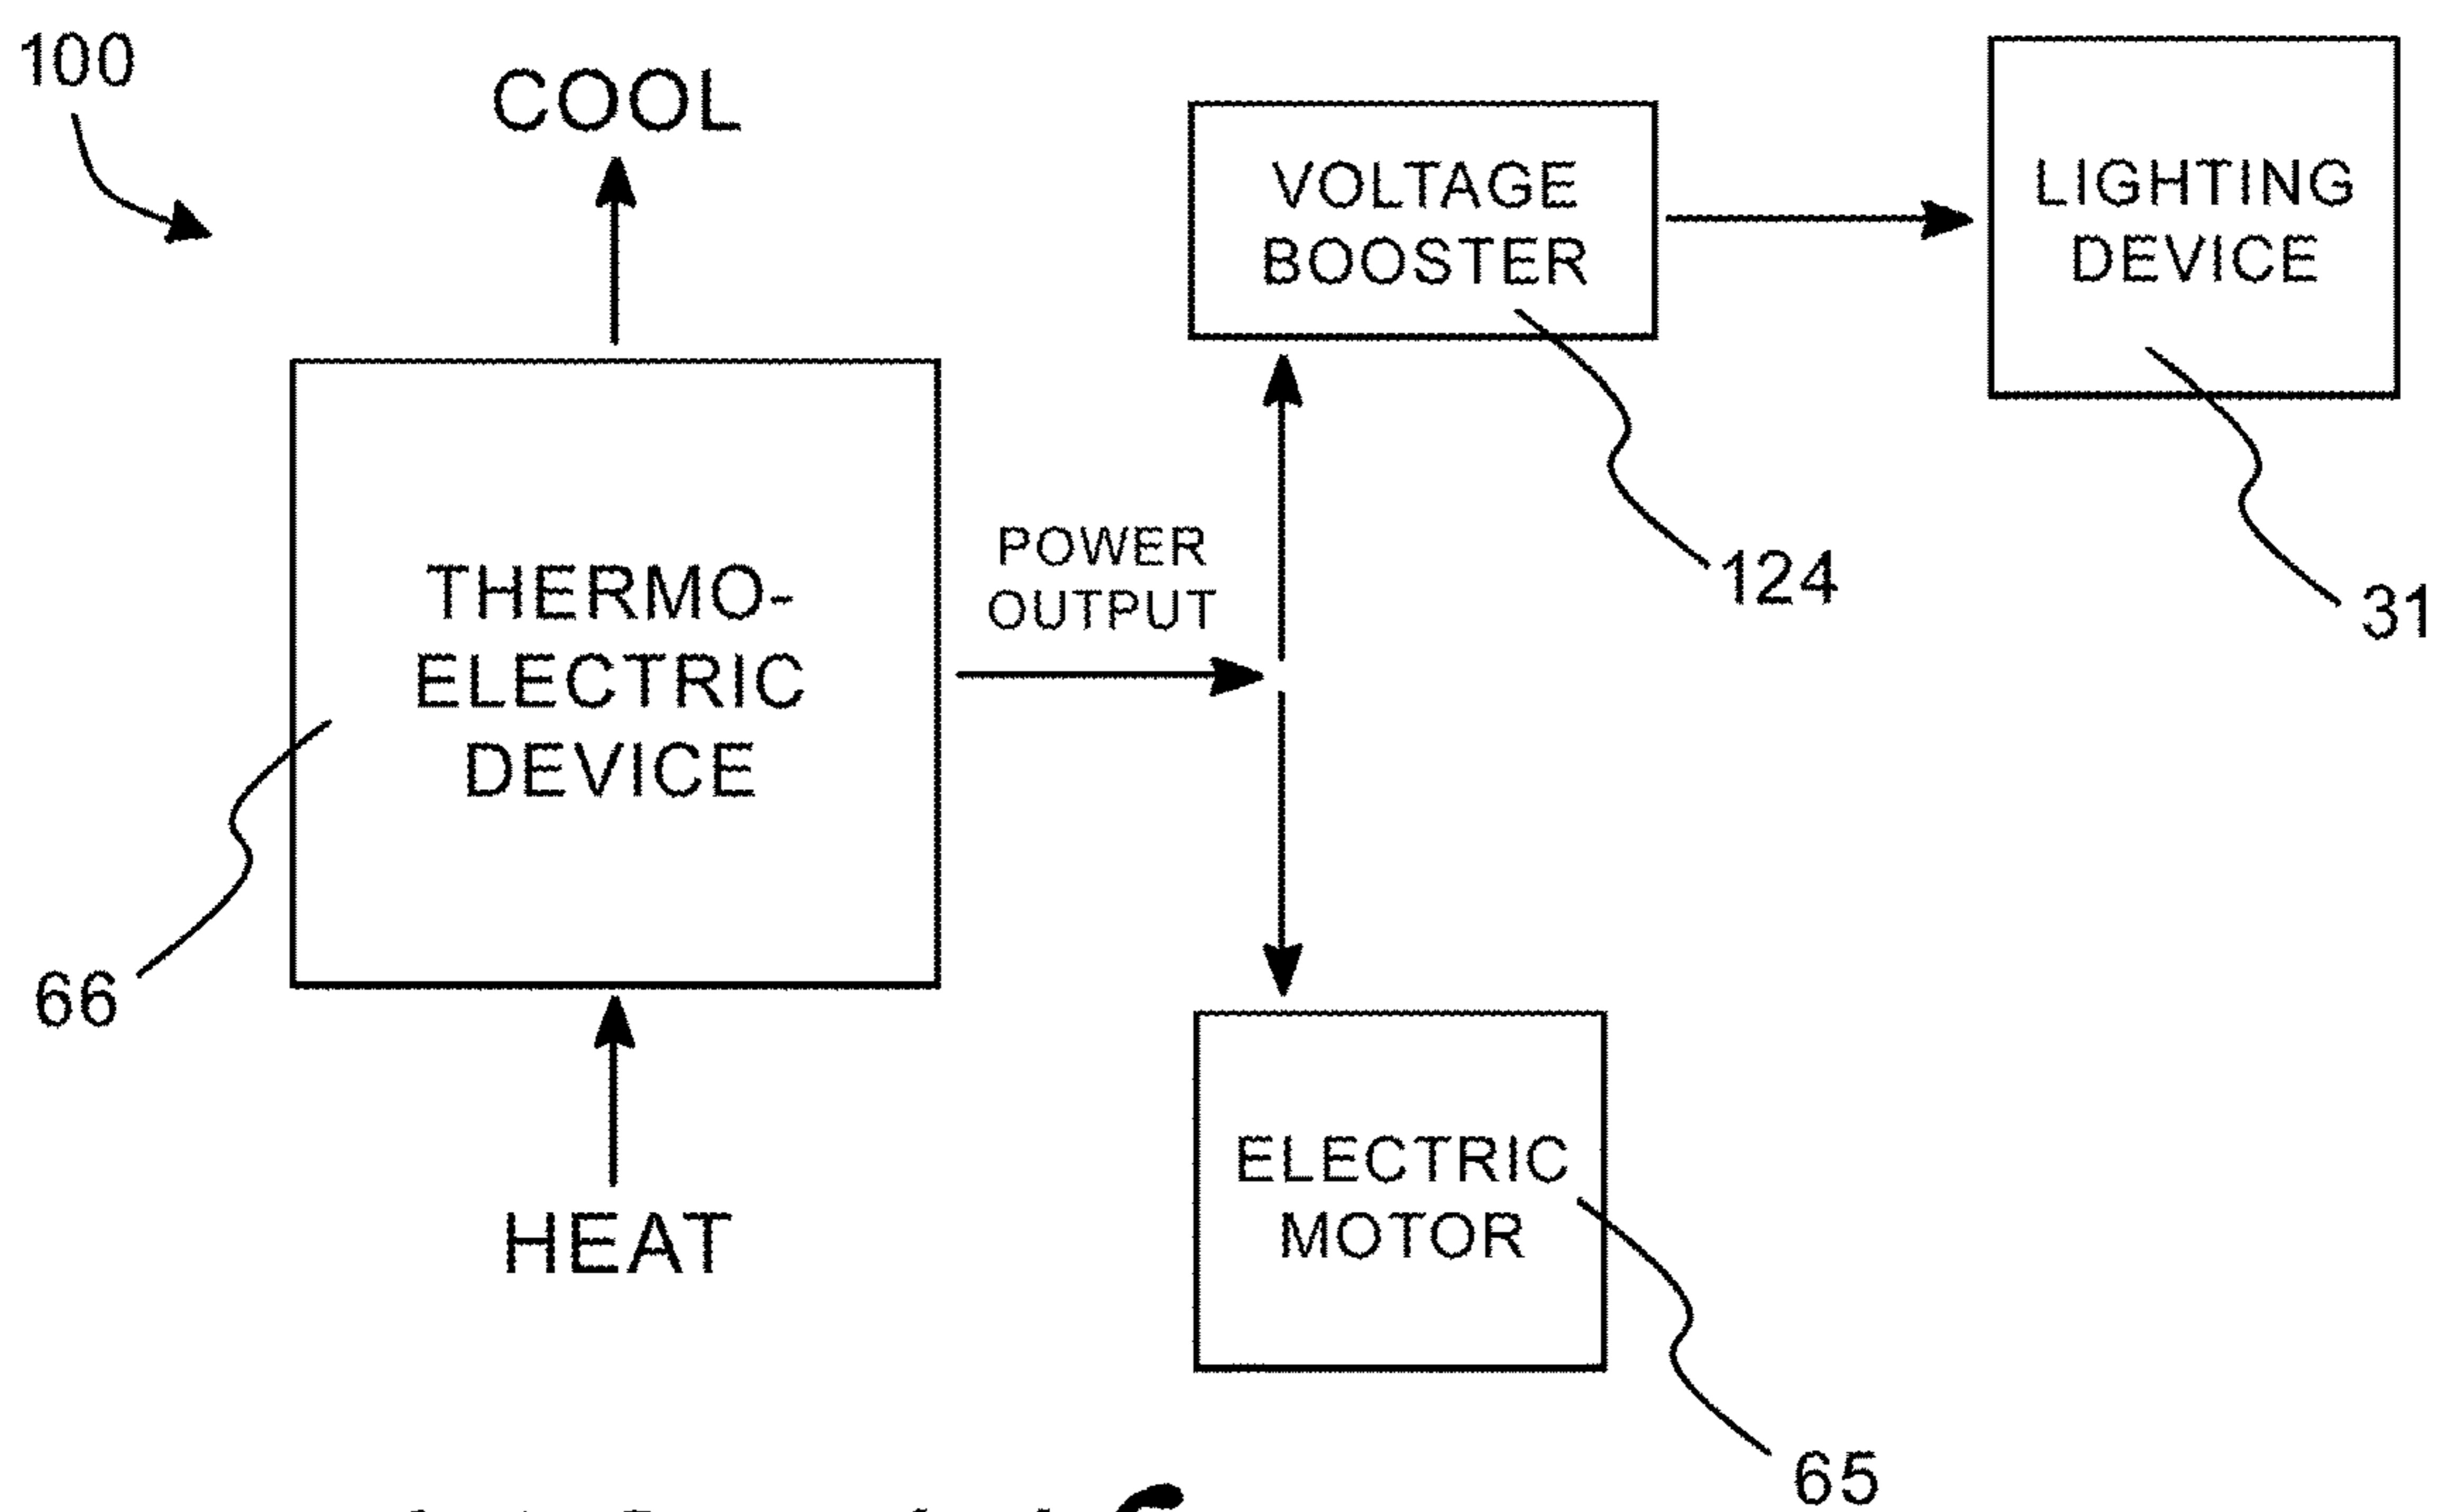 100
COOL
VOLTAGE
BOOSTER
LIGHTING
DEVICE
THERMO-
ELECTRIC
DEVICE
POWER
OUTPUT
124
31
66
HEAT
ELECTRIC
MOTOR
65